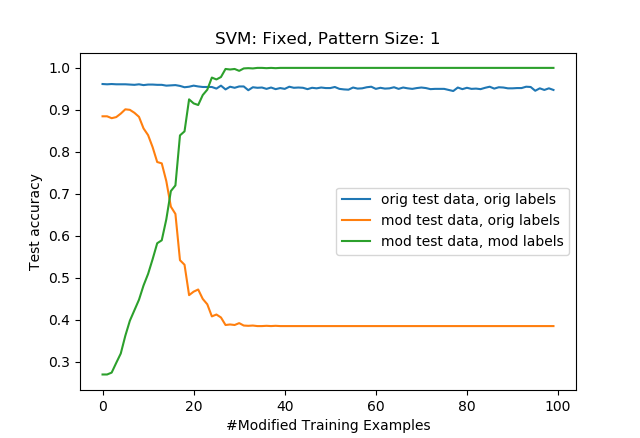 SVM: Fixed, Pattern Size: 1
Test accuracy
1.0
0.9
0.8
0.7
0.6
0.5
0.4
0.3
orig test data, orig labels
mod test data, orig labels
mod test data, mod labels
0 20 40 60 80 100
#Modified Training Examples